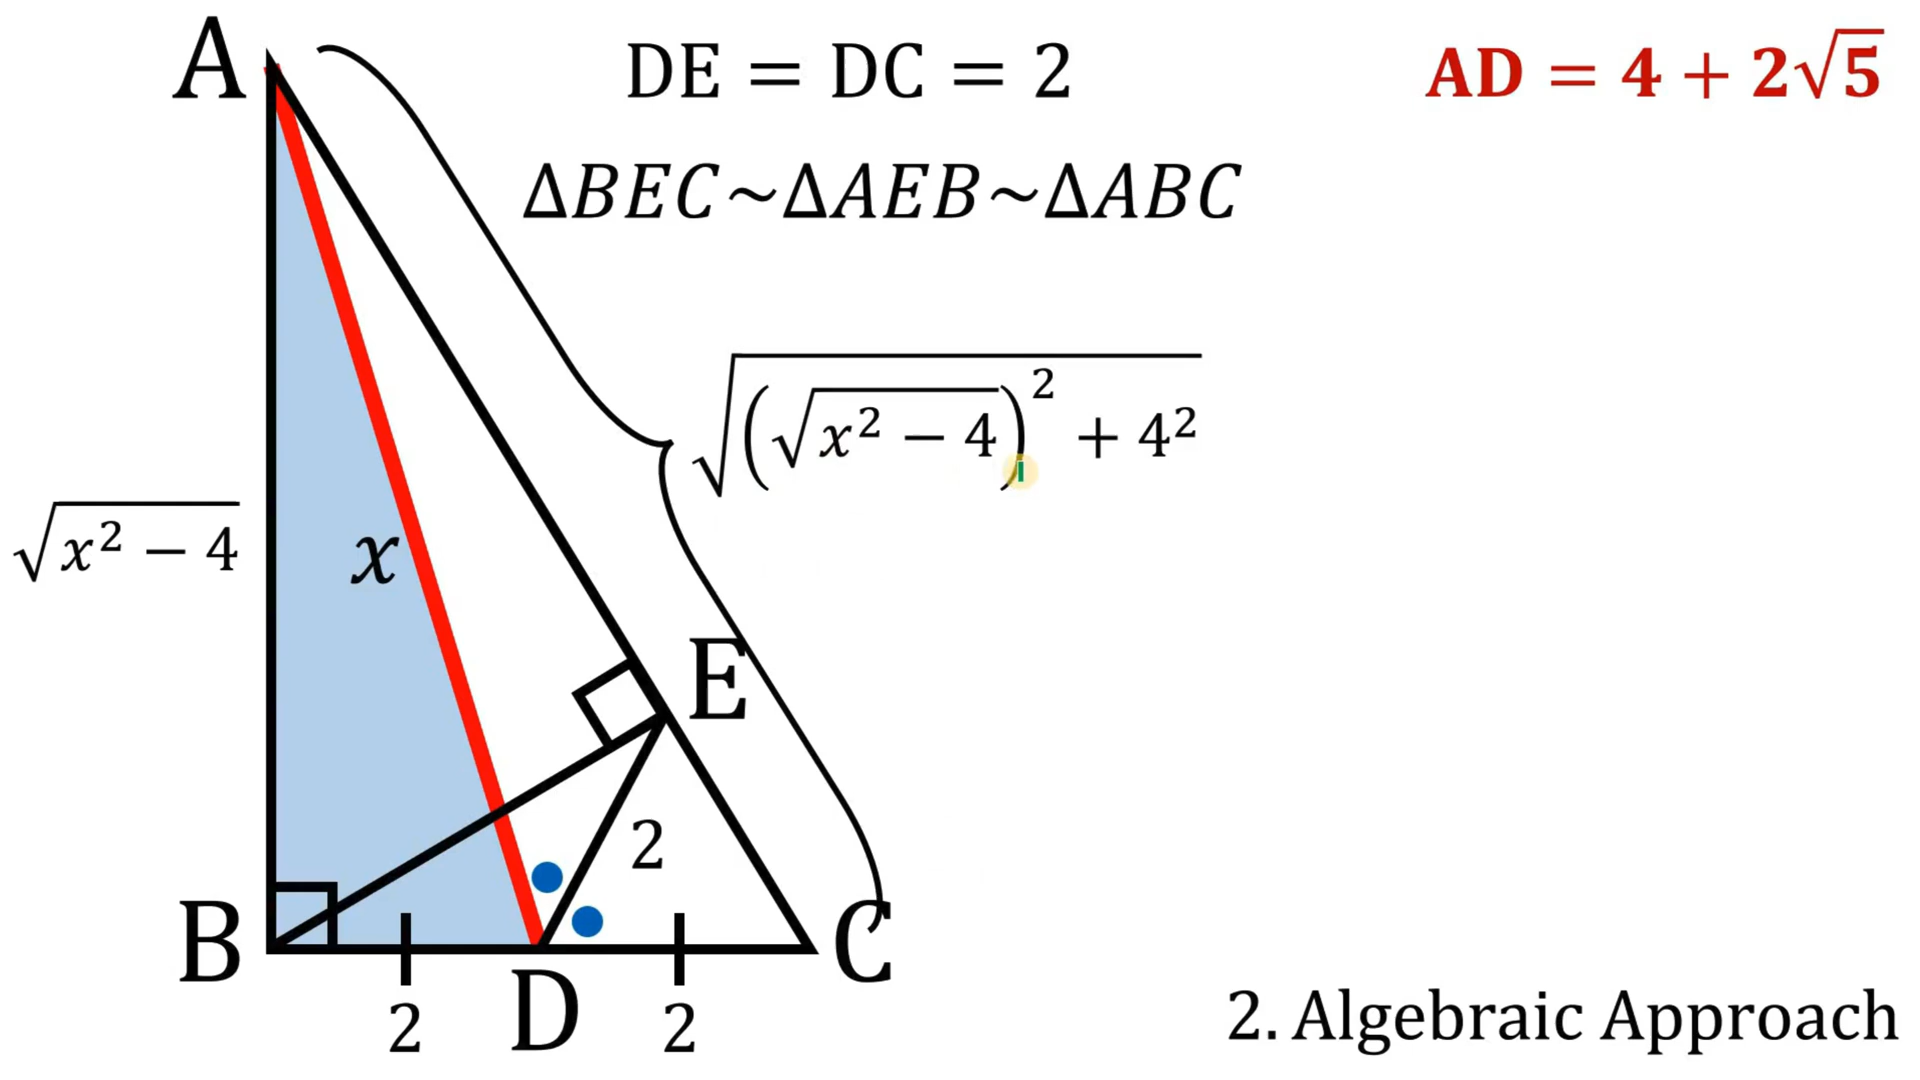 A
DE = DC = 2
AD = 4 + 2√5
ΔBEC~ΔAEB~ΔABC
√((√(x² − 4))² + 4²)
√(x² − 4)
x
E
2
B
C
D
2
2
2. Algebraic Approach